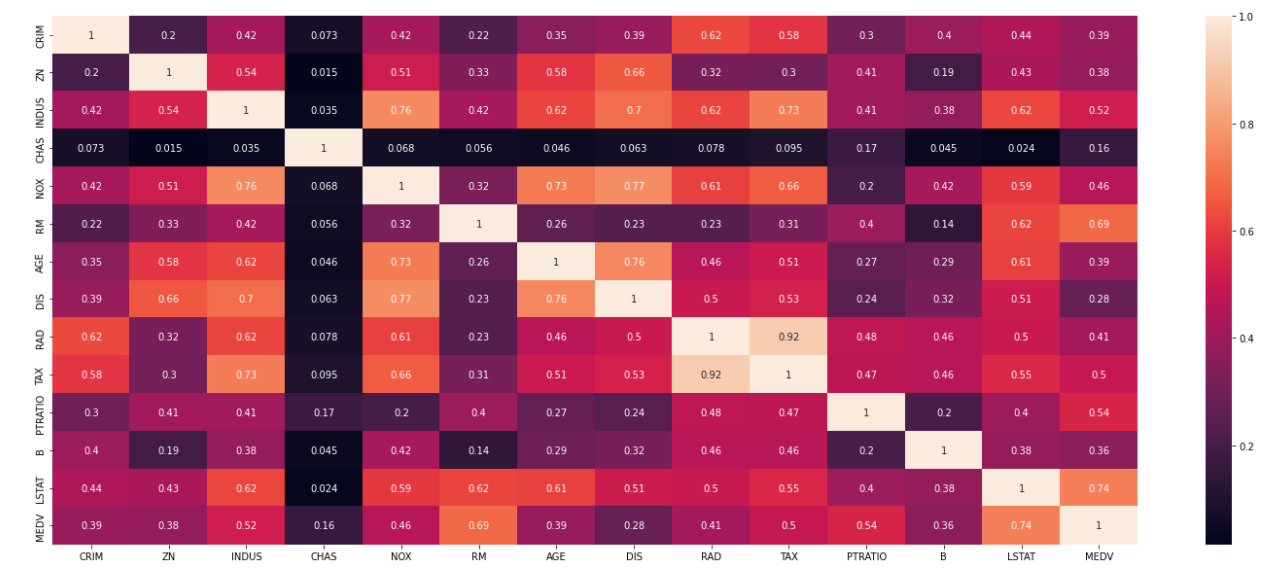 CRIM 1 0.2 0.42 0.073 0.42 0.22 0.35 0.39 0.62 0.58 0.3 0.4 0.44 0.39
ZN 0.2 1 0.54 0.015 0.51 0.33 0.58 0.66 0.32 0.3 0.41 0.19 0.43 0.38
INDUS 0.42 0.54 1 0.035 0.76 0.42 0.62 0.7 0.62 0.73 0.41 0.38 0.62 0.52
CHAS 0.073 0.015 0.035 1 0.068 0.056 0.046 0.063 0.078 0.095 0.17 0.045 0.024 0.16
NOX 0.42 0.51 0.76 0.068 1 0.32 0.73 0.77 0.61 0.66 0.2 0.42 0.59 0.46
RM 0.22 0.33 0.42 0.056 0.32 1 0.26 0.23 0.23 0.31 0.4 0.14 0.62 0.69
AGE 0.35 0.58 0.62 0.046 0.73 0.26 1 0.76 0.46 0.51 0.27 0.29 0.61 0.39
DIS 0.39 0.66 0.7 0.063 0.77 0.23 0.76 1 0.5 0.53 0.24 0.32 0.51 0.28
RAD 0.62 0.32 0.62 0.078 0.61 0.23 0.46 0.5 1 0.92 0.48 0.46 0.5 0.41
TAX 0.58 0.3 0.73 0.095 0.66 0.31 0.51 0.53 0.92 1 0.47 0.46 0.55 0.5
PTRATIO 0.3 0.41 0.41 0.17 0.2 0.4 0.27 0.24 0.48 0.47 1 0.2 0.4 0.54
B 0.4 0.19 0.38 0.045 0.42 0.14 0.29 0.32 0.46 0.46 0.2 1 0.38 0.36
LSTAT 0.44 0.43 0.62 0.024 0.59 0.62 0.61 0.51 0.5 0.55 0.4 0.38 1 0.74
MEDV 0.39 0.38 0.52 0.16 0.46 0.69 0.39 0.28 0.41 0.5 0.54 0.36 0.74 1
CRIM ZN INDUS CHAS NOX RM AGE DIS RAD TAX PTRATIO B LSTAT MEDV
1.0
0.8
0.6
0.4
0.2